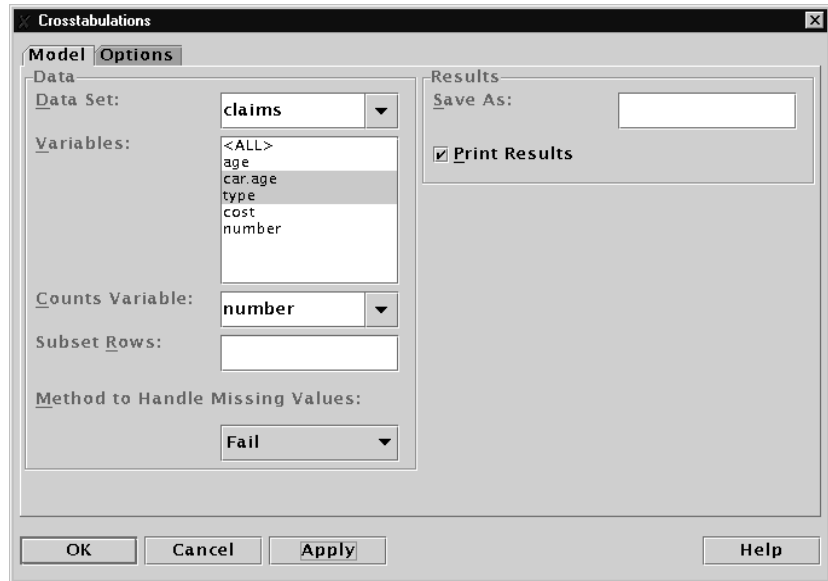 Crosstabulations
Model Options
Data
Data Set:
claims
Variables:
<ALL>
age
car.age
type
cost
number
Counts Variable:
number
Subset Rows:
Method to Handle Missing Values:
Fail
Results
Save As:
Print Results
OK Cancel Apply Help